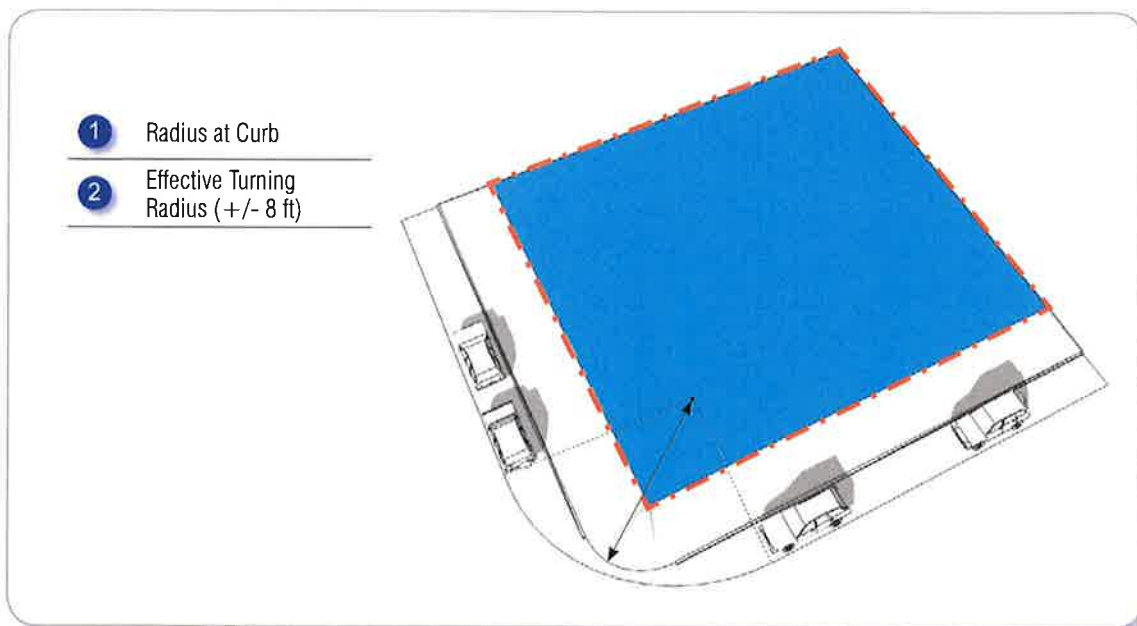 1 Radius at Curb
2 Effective Turning
Radius (+/- 8 ft)